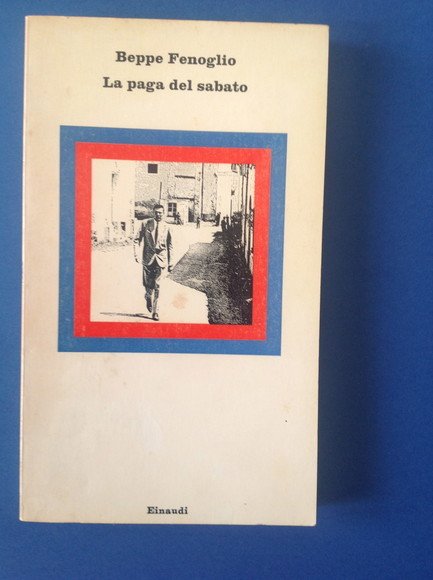 Beppe Fenoglio
La paga del sabato
Einaudi